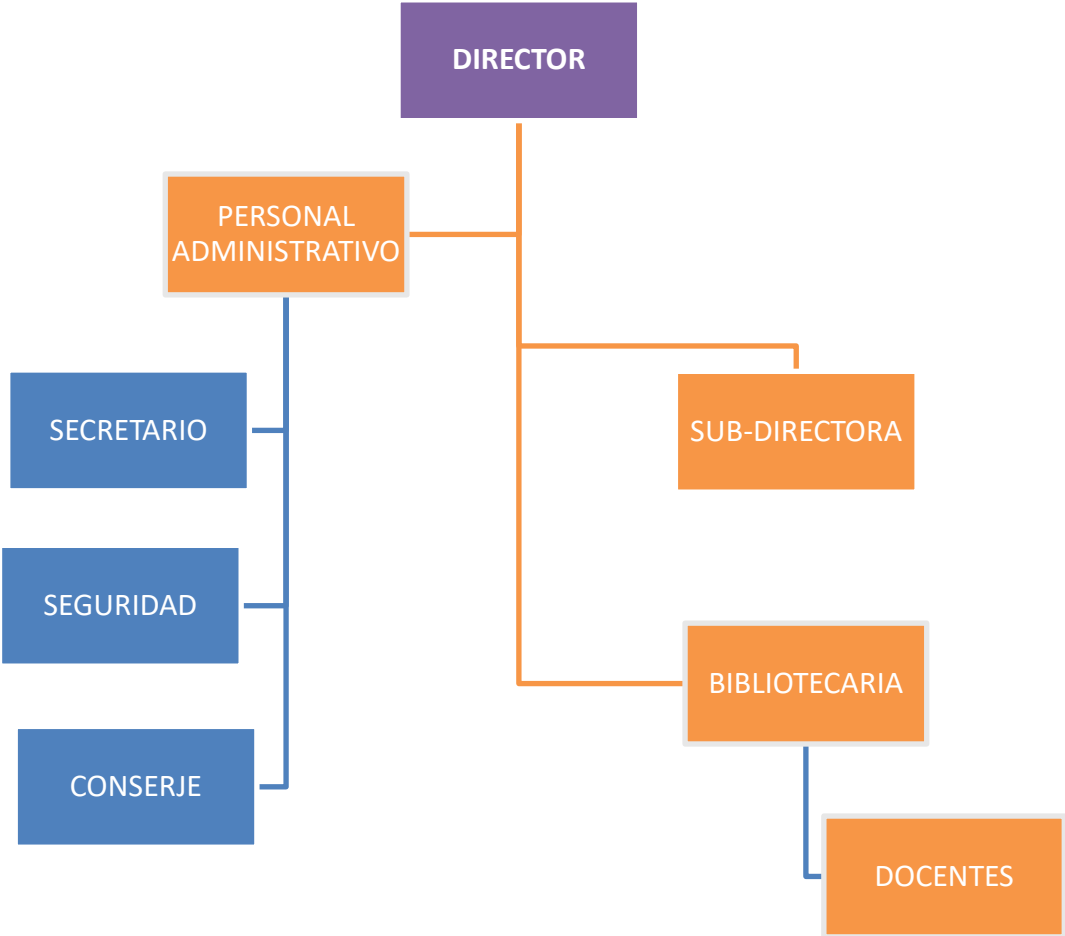 DIRECTOR
PERSONAL
ADMINISTRATIVO
SECRETARIO
SUB-DIRECTORA
SEGURIDAD
BIBLIOTECARIA
CONSERJE
DOCENTES